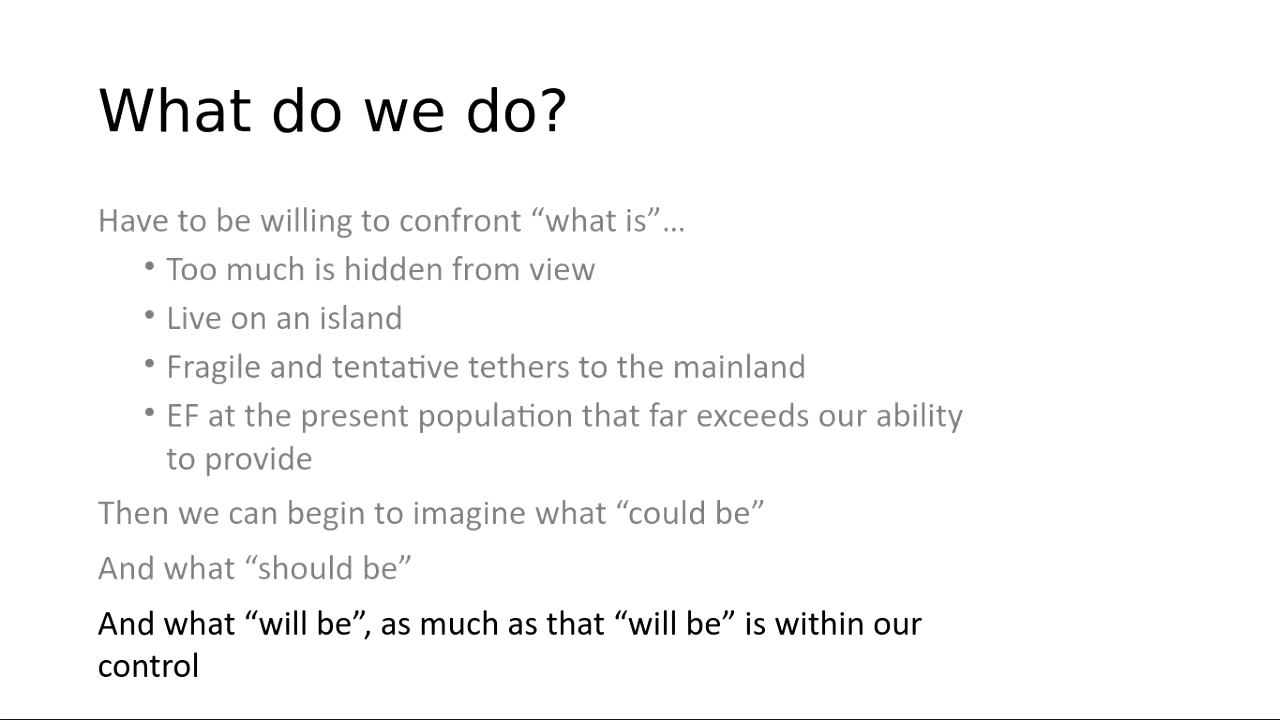 What do we do?
Have to be willing to confront “what is”…
• Too much is hidden from view
• Live on an island
• Fragile and tentative tethers to the mainland
• EF at the present population that far exceeds our ability
to provide
Then we can begin to imagine what “could be”
And what “should be”
And what “will be”, as much as that “will be” is within our
control